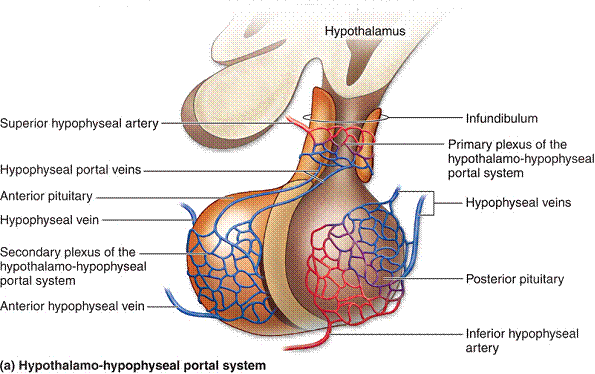 Hypothalamus
Superior hypophyseal artery
Hypophyseal portal veins
Anterior pituitary
Hypophyseal vein
Secondary plexus of the
hypothalamo-hypophyseal
portal system
Anterior hypophyseal vein
Infundibulum
Primary plexus of the
hypothalamo-hypophyseal
portal system
Hypophyseal veins
Posterior pituitary
Inferior hypophyseal
artery
(a) Hypothalamo-hypophyseal portal system